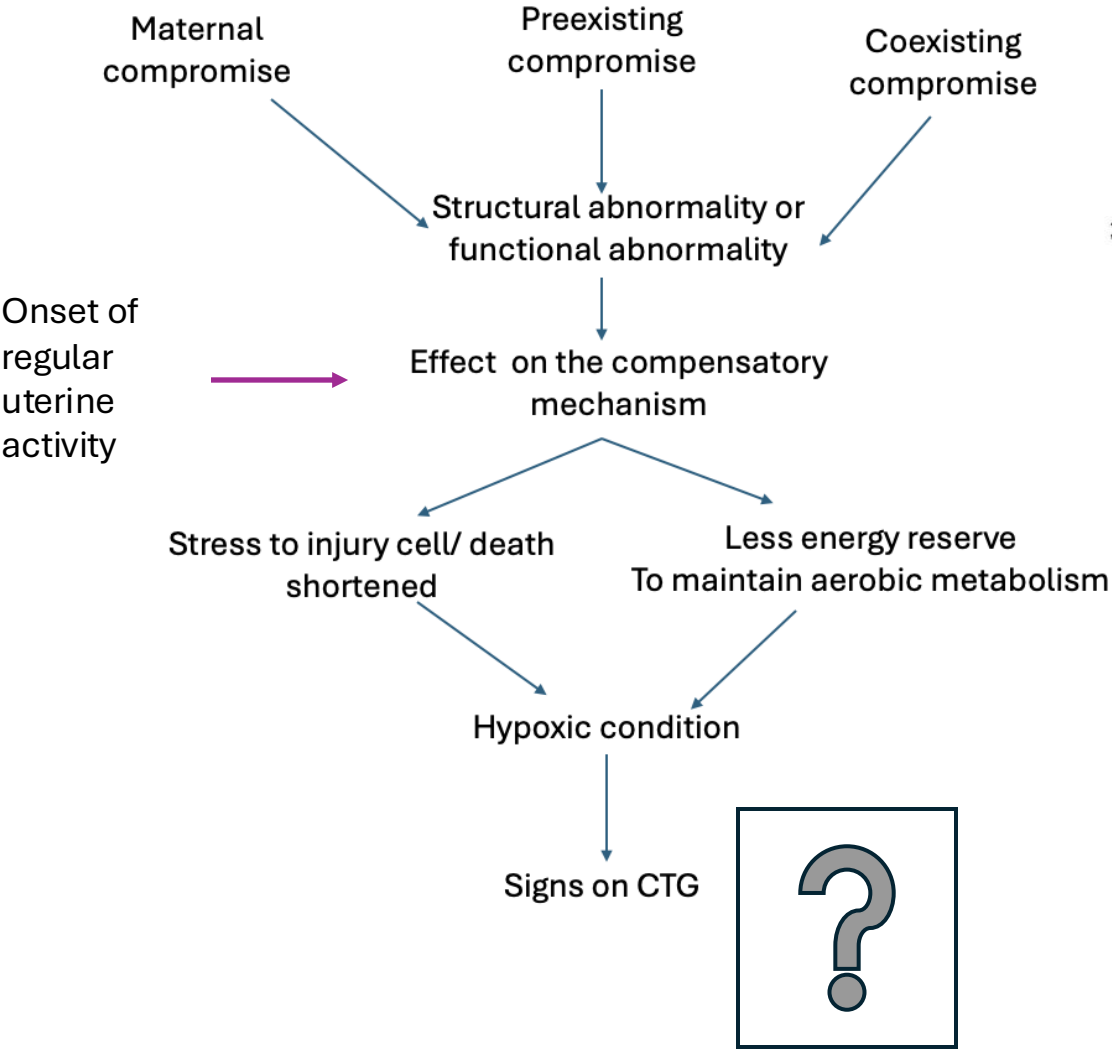 Maternal
compromise
Preexisting
compromise
Coexisting
compromise
Structural abnormality or
functional abnormality
Onset of
regular
uterine
activity
Effect on the compensatory
mechanism
Stress to injury cell/ death
shortened
Less energy reserve
To maintain aerobic metabolism
Hypoxic condition
Signs on CTG
?